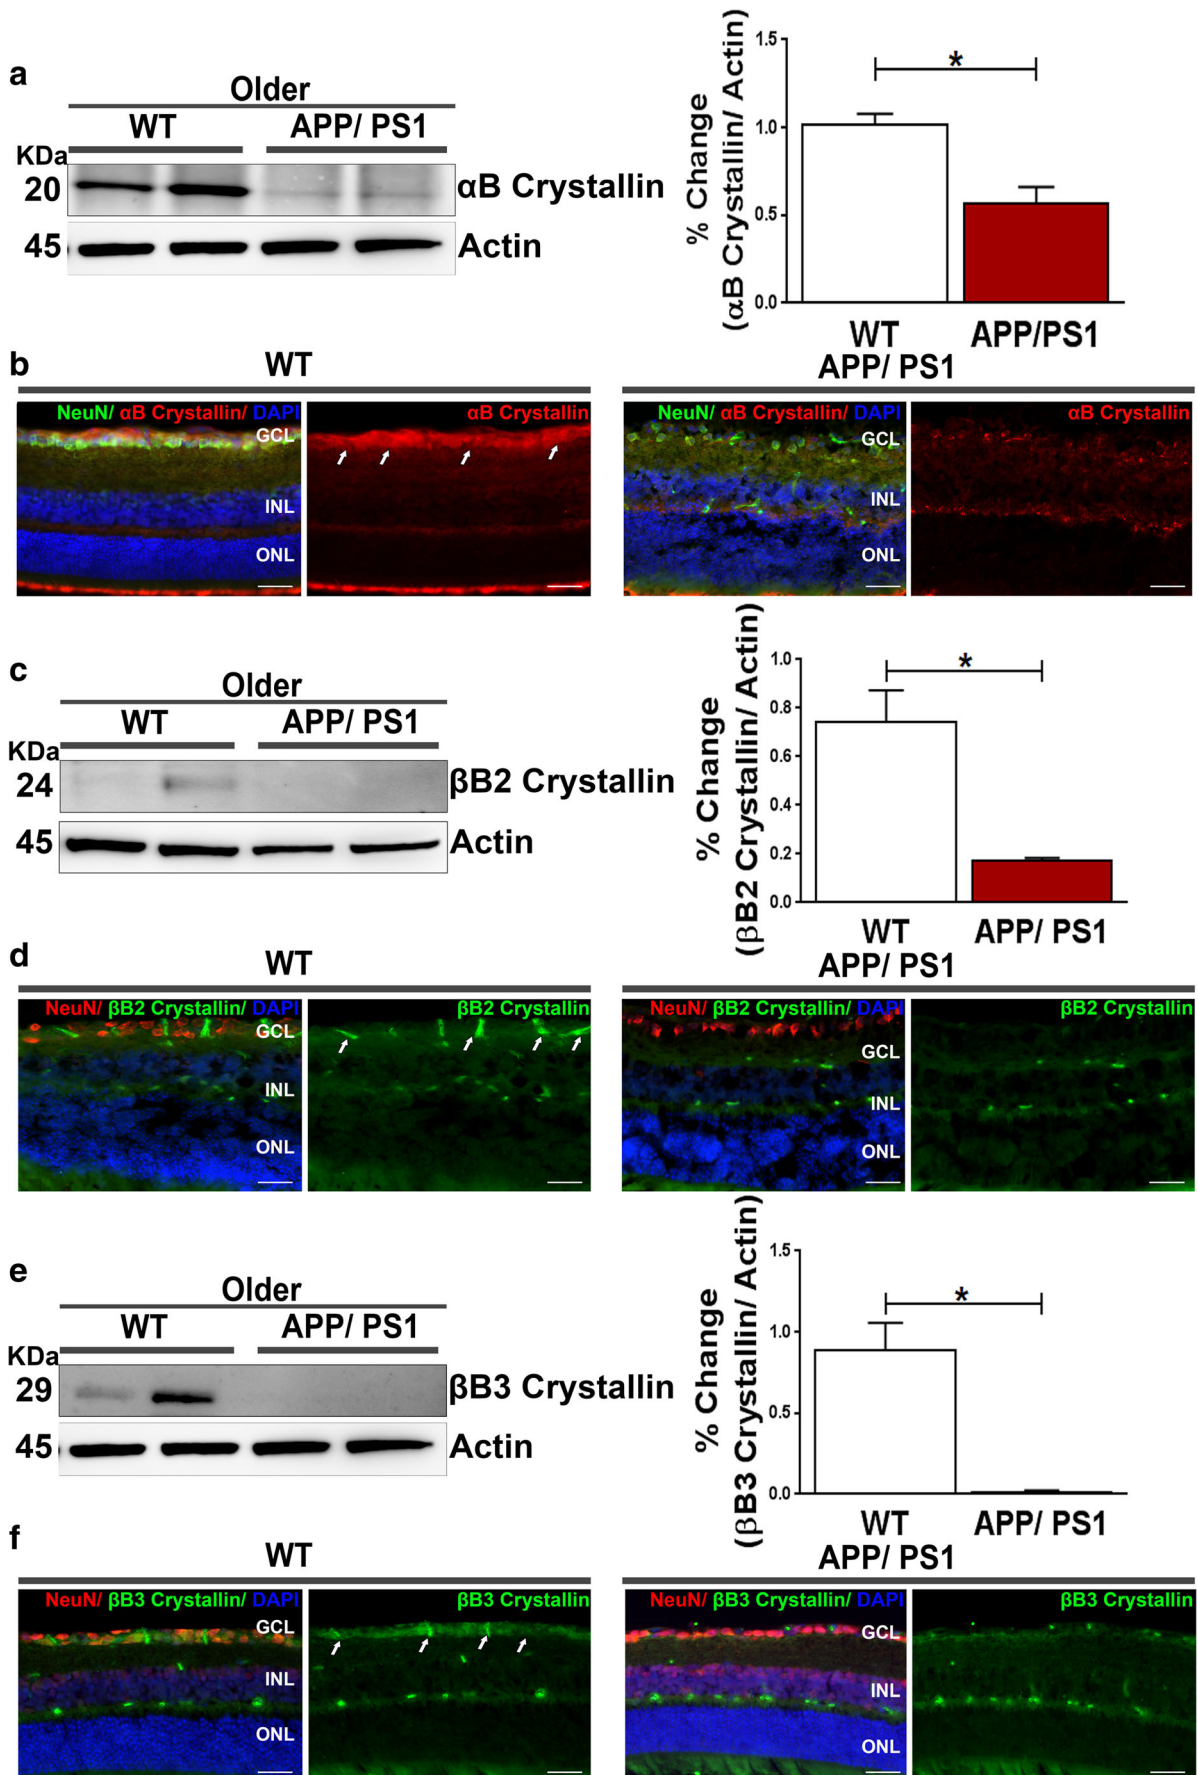 a
Older
WT APP/ PS1
KDa
20 αB Crystallin
45 Actin
% Change
(αB Crystallin/ Actin)
1.5
1.0
0.5
0.0
*
WT APP/PS1
b
WT
APP/ PS1
NeuN/ αB Crystallin/ DAPI
GCL
INL
ONL
αB Crystallin
NeuN/ αB Crystallin/ DAPI
GCL
INL
ONL
αB Crystallin
c
Older
WT APP/ PS1
KDa
24 βB2 Crystallin
45 Actin
% Change
(βB2 Crystallin/ Actin)
1.0
0.8
0.6
0.4
0.2
0.0
*
WT APP/ PS1
d
WT
APP/ PS1
NeuN/ βB2 Crystallin/ DAPI
GCL
INL
ONL
βB2 Crystallin
NeuN/ βB2 Crystallin/ DAPI
GCL
INL
ONL
βB2 Crystallin
e
Older
WT APP/ PS1
KDa
29 βB3 Crystallin
45 Actin
% Change
(βB3 Crystallin/ Actin)
1.5
1.0
0.5
0.0
*
WT APP/ PS1
f
WT
APP/ PS1
NeuN/ βB3 Crystallin/ DAPI
GCL
INL
ONL
βB3 Crystallin
NeuN/ βB3 Crystallin/ DAPI
GCL
INL
ONL
βB3 Crystallin